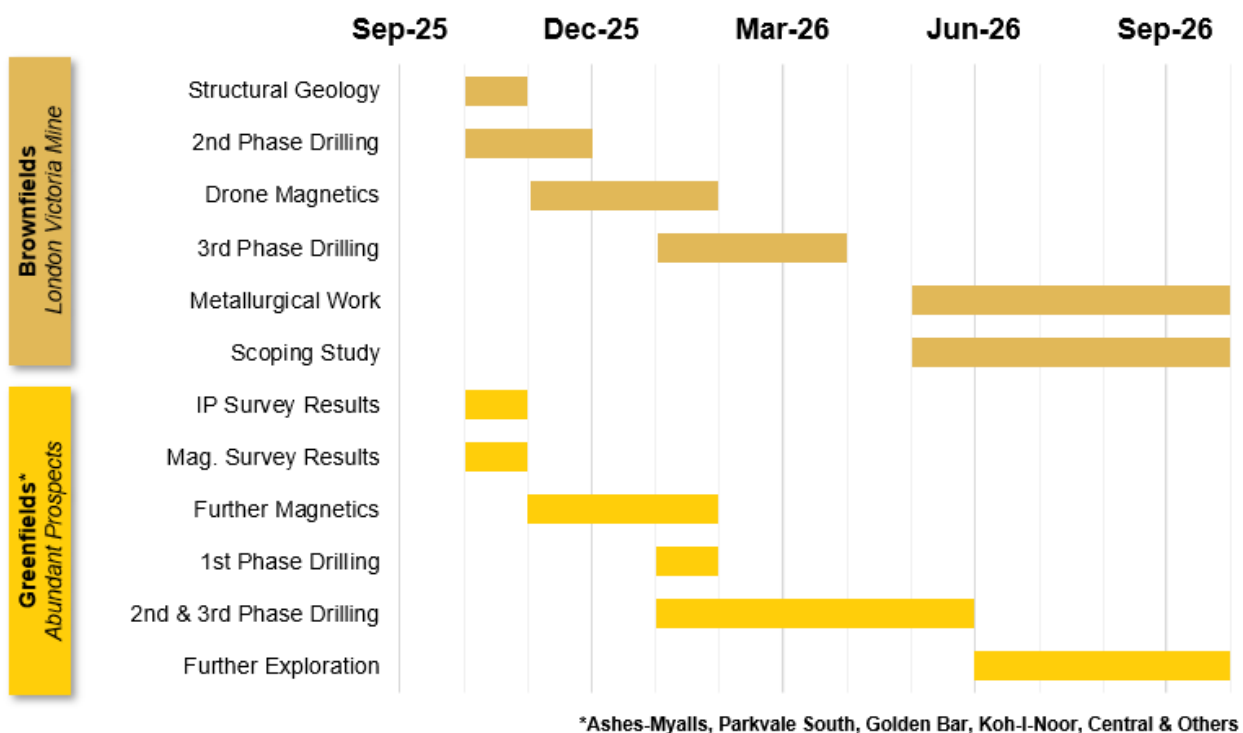 Sep-25 Dec-25 Mar-26 Jun-26 Sep-26
Brownfields
London Victoria Mine
Structural Geology
2nd Phase Drilling
Drone Magnetics
3rd Phase Drilling
Metallurgical Work
Scoping Study
Greenfields*
Abundant Prospects
IP Survey Results
Mag. Survey Results
Further Magnetics
1st Phase Drilling
2nd & 3rd Phase Drilling
Further Exploration
*Ashes-Myalls, Parkvale South, Golden Bar, Koh-I-Noor, Central & Others